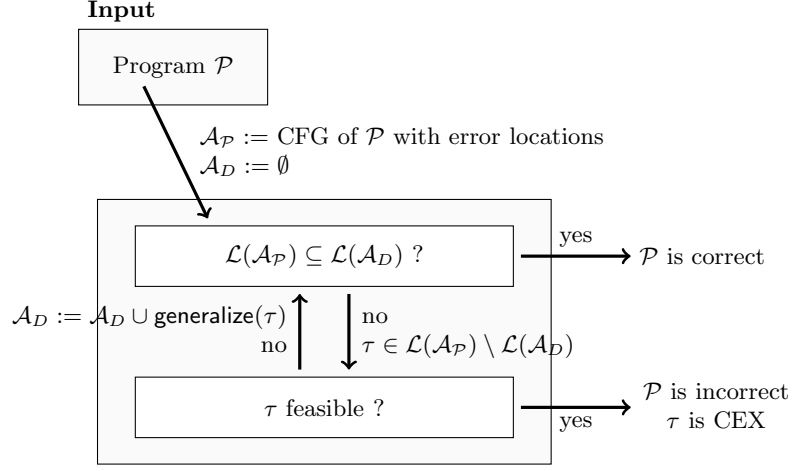 Input
Program 𝒫
𝒜_𝒫 := CFG of 𝒫 with error locations
𝒜_D := ∅
ℒ(𝒜_𝒫) ⊆ ℒ(𝒜_D) ?
yes
𝒫 is correct
𝒜_D := 𝒜_D ∪ generalize(τ)
no
no
τ ∈ ℒ(𝒜_𝒫) \ ℒ(𝒜_D)
τ feasible ?
yes
𝒫 is incorrect
τ is CEX